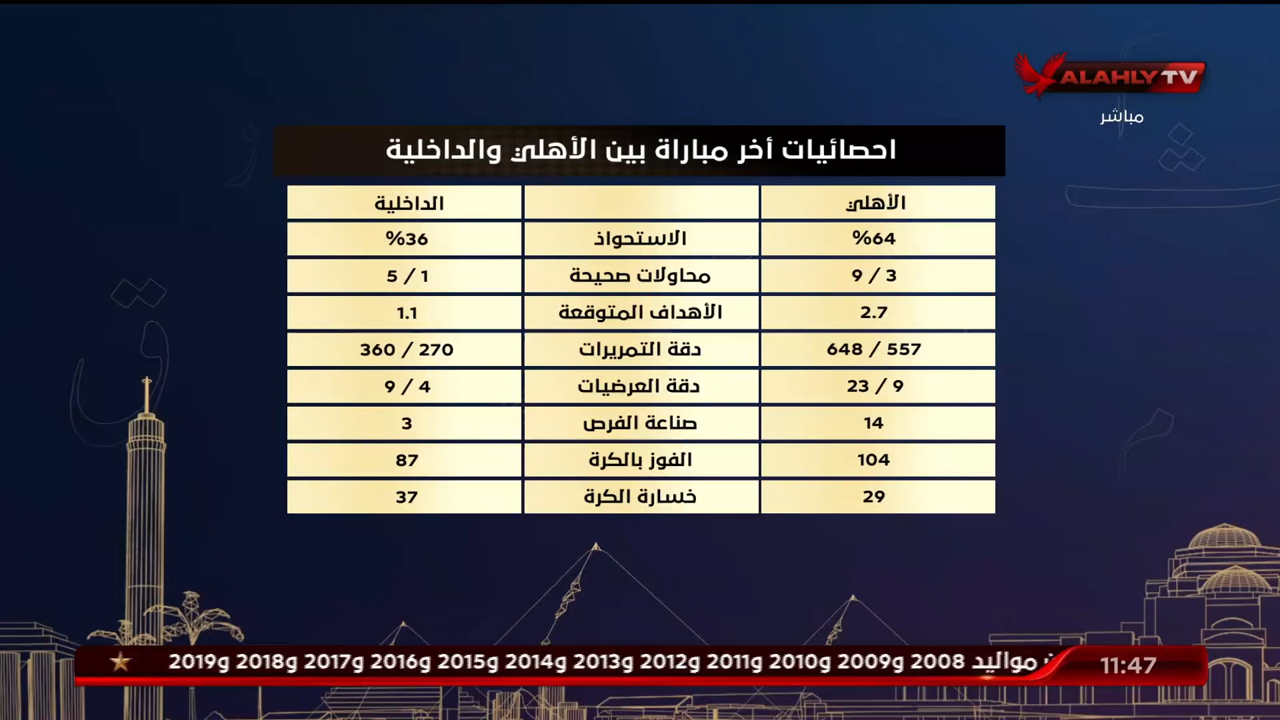 ALAHLY TV
مباشر
احصائيات أخر مباراة بين الأهلي والداخلية
الأهلي الداخلية
%64 الاستحواذ %36
9 / 3 محاولات صحيحة 5 / 1
2.7 الأهداف المتوقعة 1.1
648 / 557 دقة التمريرات 360 / 270
23 / 9 دقة العرضيات 9 / 4
14 صناعة الفرص 3
104 الفوز بالكرة 87
29 خسارة الكرة 37
11:47
مواليد 2008 و2009 و2010 و2011 و2012 و2013 و2014 و2015 و2016 و2017 و2018 و2019